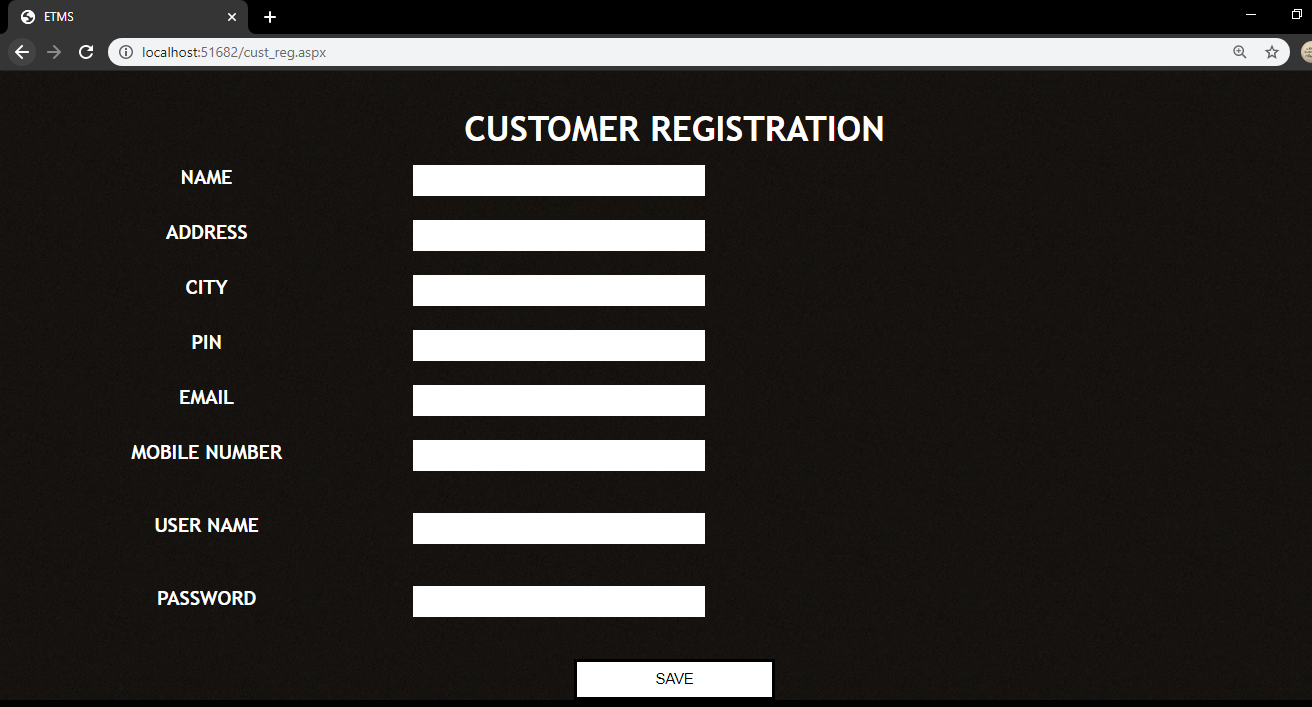 ETMS
localhost:51682/cust_reg.aspx
CUSTOMER REGISTRATION
NAME
ADDRESS
CITY
PIN
EMAIL
MOBILE NUMBER
USER NAME
PASSWORD
SAVE